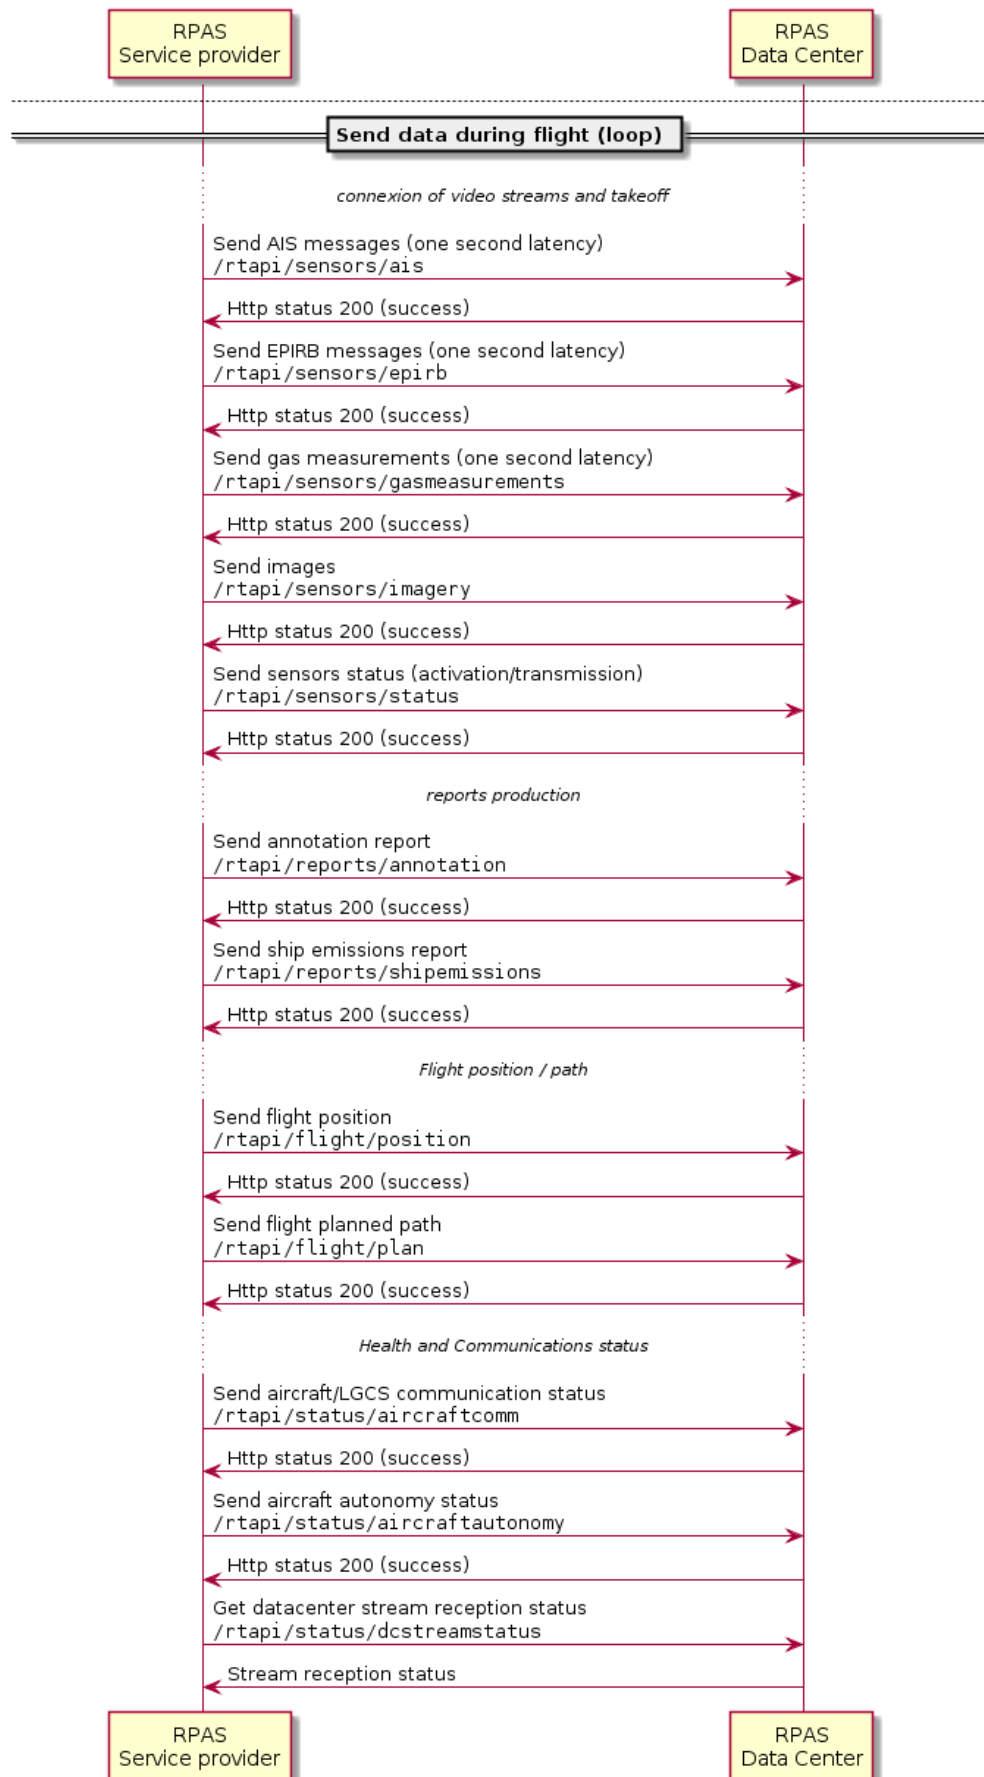 RPAS
Service provider
RPAS
Data Center
Send data during flight (loop)
connexion of video streams and takeoff
Send AIS messages (one second latency)
/rtapi/sensors/ais
Http status 200 (success)
Send EPIRB messages (one second latency)
/rtapi/sensors/epirb
Http status 200 (success)
Send gas measurements (one second latency)
/rtapi/sensors/gasmeasurements
Http status 200 (success)
Send images
/rtapi/sensors/imagery
Http status 200 (success)
Send sensors status (activation/transmission)
/rtapi/sensors/status
Http status 200 (success)
reports production
Send annotation report
/rtapi/reports/annotation
Http status 200 (success)
Send ship emissions report
/rtapi/reports/shipemissions
Http status 200 (success)
Flight position / path
Send flight position
/rtapi/flight/position
Http status 200 (success)
Send flight planned path
/rtapi/flight/plan
Http status 200 (success)
Health and Communications status
Send aircraft/LGCS communication status
/rtapi/status/aircraftcomm
Http status 200 (success)
Send aircraft autonomy status
/rtapi/status/aircraftautonomy
Http status 200 (success)
Get datacenter stream reception status
/rtapi/status/dcstreamstatus
Stream reception status
RPAS
Service provider
RPAS
Data Center